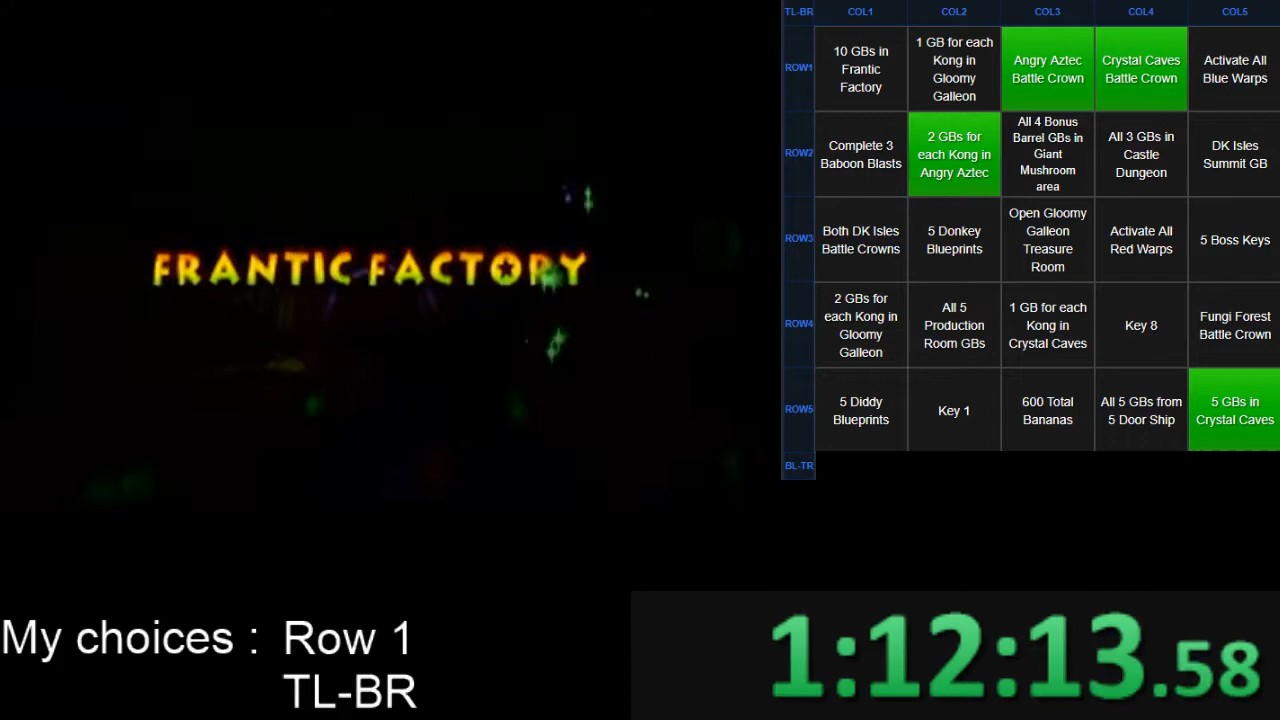 FRANTIC FACTORY
TL-BR COL1 COL2 COL3 COL4 COL5
ROW1
10 GBs in
Frantic
Factory
1 GB for each
Kong in
Gloomy
Galleon
Angry Aztec
Battle Crown
Crystal Caves
Battle Crown
Activate All
Blue Warps
ROW2
Complete 3
Baboon Blasts
2 GBs for
each Kong in
Angry Aztec
All 4 Bonus
Barrel GBs in
Giant
Mushroom
area
All 3 GBs in
Castle
Dungeon
DK Isles
Summit GB
ROW3
Both DK Isles
Battle Crowns
5 Donkey
Blueprints
Open Gloomy
Galleon
Treasure
Room
Activate All
Red Warps
5 Boss Keys
ROW4
2 GBs for
each Kong in
Gloomy
Galleon
All 5
Production
Room GBs
1 GB for each
Kong in
Crystal Caves
Key 8
Fungi Forest
Battle Crown
ROW5
5 Diddy
Blueprints
Key 1
600 Total
Bananas
All 5 GBs from
5 Door Ship
5 GBs in
Crystal Caves
BL-TR
My choices : Row 1
TL-BR
1:12:13.58